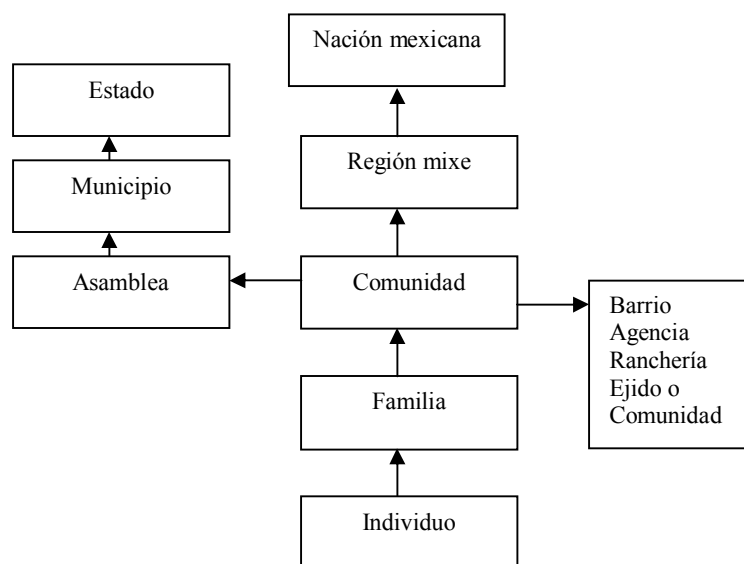 Nación mexicana
Estado
Región mixe
Municipio
Asamblea
Comunidad
Barrio
Agencia
Ranchería
Ejido o
Comunidad
Familia
Individuo